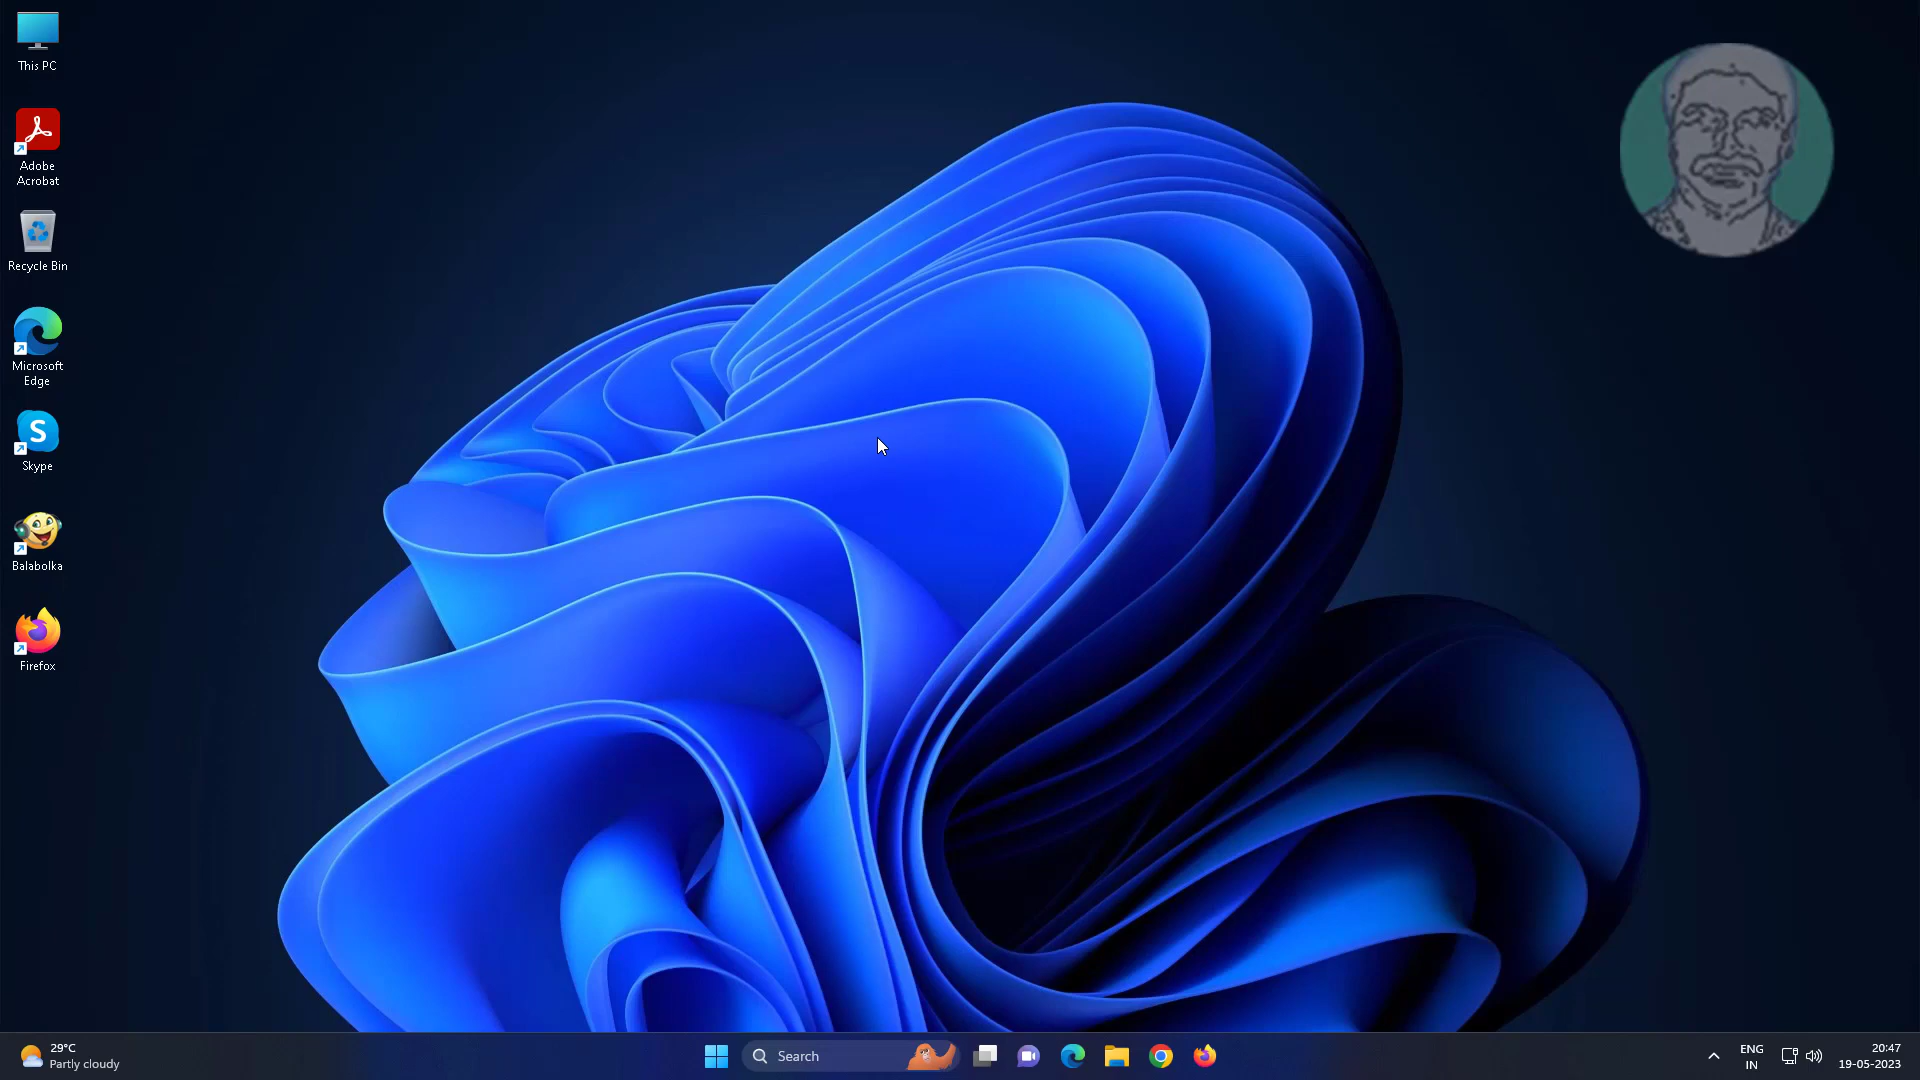 This PC
Adobe
Acrobat
Recycle Bin
Microsoft
Edge
S
Skype
Balabolka
Firefox
29°C
Partly cloudy
Search
ENG
IN
20:47
19-05-2023